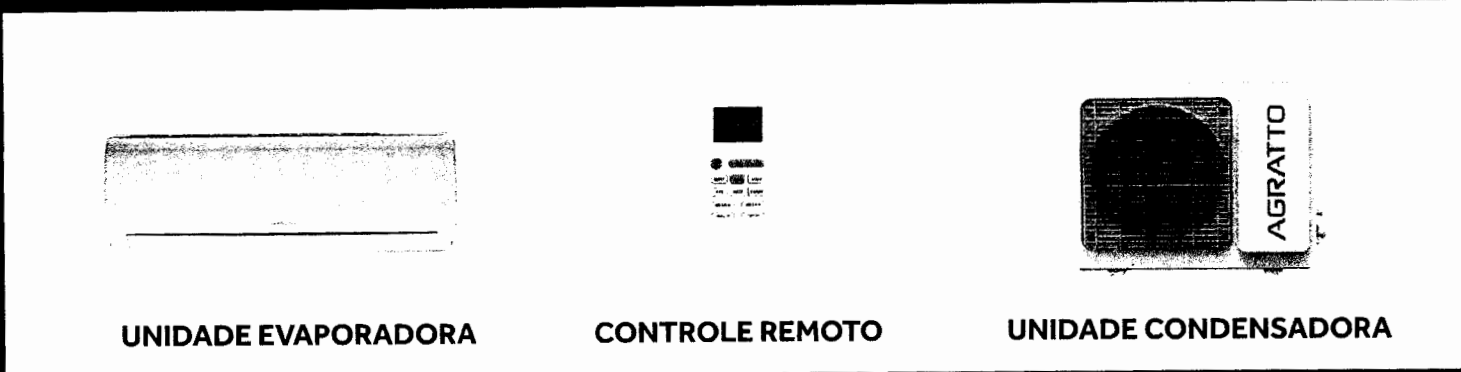 AGRATTO
UNIDADE EVAPORADORA
CONTROLE REMOTO
UNIDADE CONDENSADORA